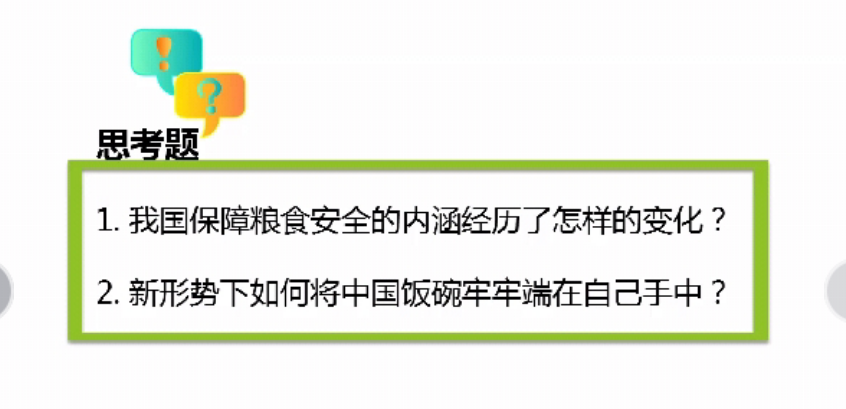 思考题
1. 我国保障粮食安全的内涵经历了怎样的变化？
2. 新形势下如何将中国饭碗牢牢端在自己手中？